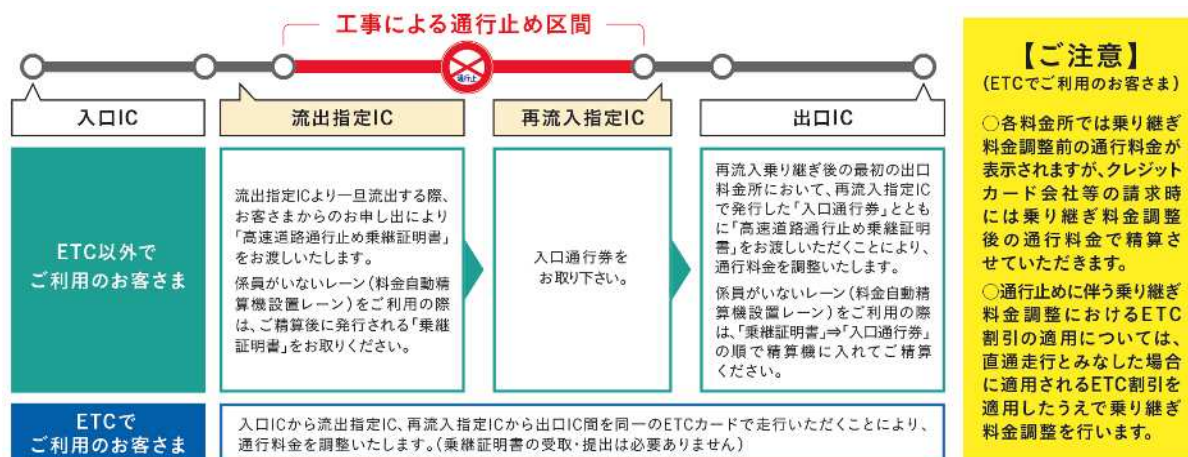 工事による通行止め区間
通行止
入口IC
流出指定IC
再流入指定IC
出口IC
ETC以外で
ご利用のお客さま
流出指定ICより一旦流出する際、
お客さまからのお申し出により
「高速道路通行止め乗継証明書」
をお渡しいたします。
係員がいないレーン（料金自動精
算機設置レーン）をご利用の際
は、ご精算後に発行される「乗継
証明書」をお取りください。
入口通行券を
お取り下さい。
再流入乗り継ぎ後の最初の出口
料金所において、再流入指定IC
で発行した「入口通行券」ととも
に「高速道路通行止め乗継証明
書」をお渡しいただくことにより、
通行料金を調整いたします。
係員がいないレーン（料金自動精
算機設置レーン）をご利用の際
は、「乗継証明書」⇒「入口通行券」
の順で精算機に入れてご精算
ください。
ETCで
ご利用のお客さま
入口ICから流出指定IC、再流入指定ICから出口IC間を同一のETCカードで走行いただくことにより、
通行料金を調整いたします。（乗継証明書の受取・提出は必要ありません）
【ご注意】
（ETCでご利用のお客さま）
○各料金所では乗り継ぎ
料金調整前の通行料金が
表示されますが、クレジット
カード会社等の請求時
には乗り継ぎ料金調整
後の通行料金で精算さ
せていただきます。
○通行止めに伴う乗り継ぎ
料金調整におけるETC
割引の適用については、
直通走行とみなした場合
に適用されるETC割引を
適用したうえで乗り継ぎ
料金調整を行います。